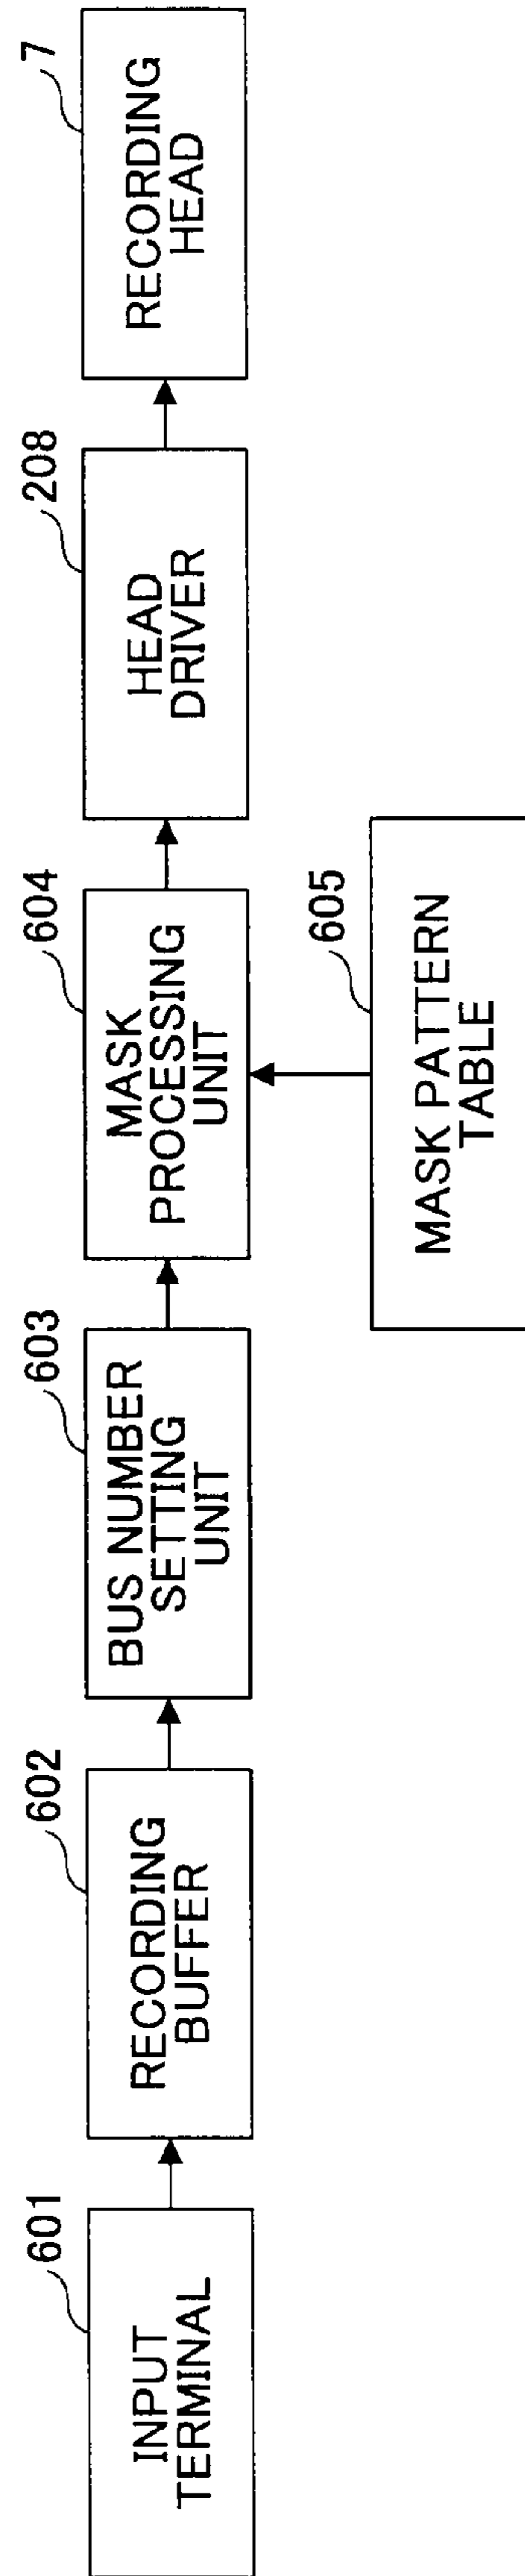 601
INPUT
TERMINAL
602
RECORDING
BUFFER
603
BUS NUMBER
SETTING
UNIT
604
MASK
PROCESSING
UNIT
605
MASK PATTERN
TABLE
208
HEAD
DRIVER
7
RECORDING
HEAD